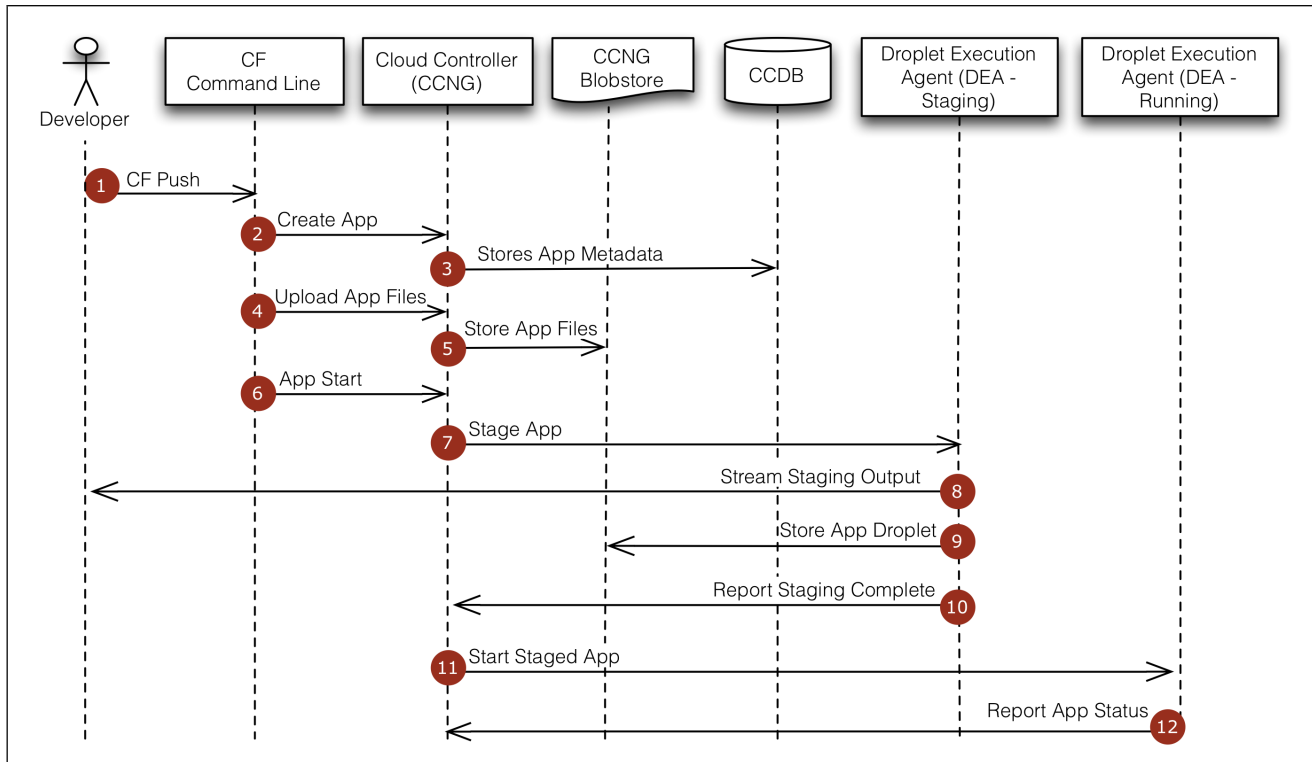 Developer
CF
Command Line
Cloud Controller
(CCNG)
CCNG
Blobstore
CCDB
Droplet Execution
Agent (DEA -
Staging)
Droplet Execution
Agent (DEA -
Running)
1 CF Push
2 Create App
3 Stores App Metadata
4 Upload App Files
5 Store App Files
6 App Start
7 Stage App
Stream Staging Output 8
Store App Droplet 9
Report Staging Complete 10
11 Start Staged App
Report App Status 12